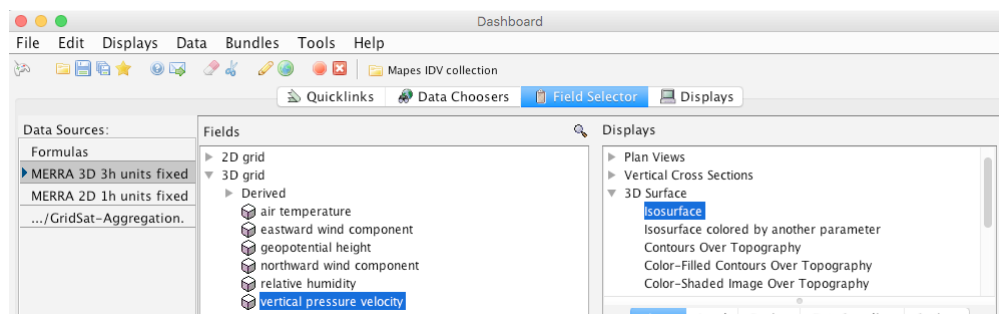 Dashboard
File Edit Displays Data Bundles Tools Help
Mapes IDV collection
Quicklinks Data Choosers Field Selector Displays
Data Sources:
Formulas
MERRA 3D 3h units fixed
MERRA 2D 1h units fixed
.../GridSat-Aggregation.
Fields
2D grid
3D grid
Derived
air temperature
eastward wind component
geopotential height
northward wind component
relative humidity
vertical pressure velocity
Displays
Plan Views
Vertical Cross Sections
3D Surface
Isosurface
Isosurface colored by another parameter
Contours Over Topography
Color-Filled Contours Over Topography
Color-Shaded Image Over Topography